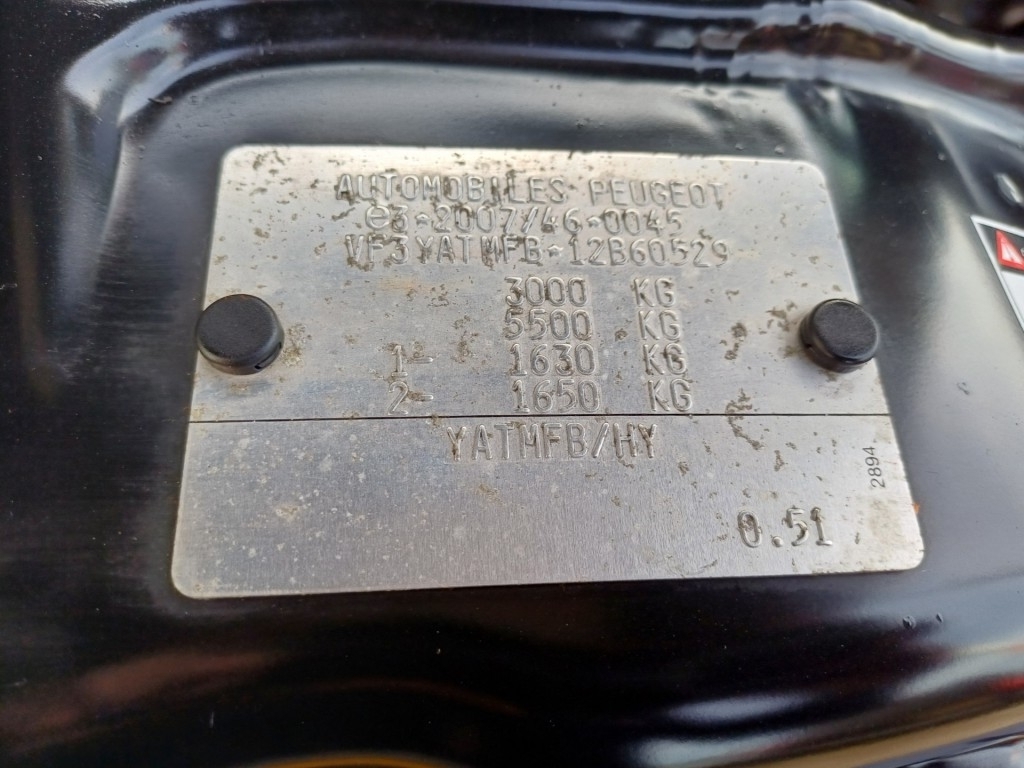 AUTOMOBILES PEUGEOT
e3*2007/46*0045
VF3YATMFB-12B60529
3000 KG
5500 KG
1- 1630 KG
2- 1650 KG
YATMFB/HY
2894
0.51